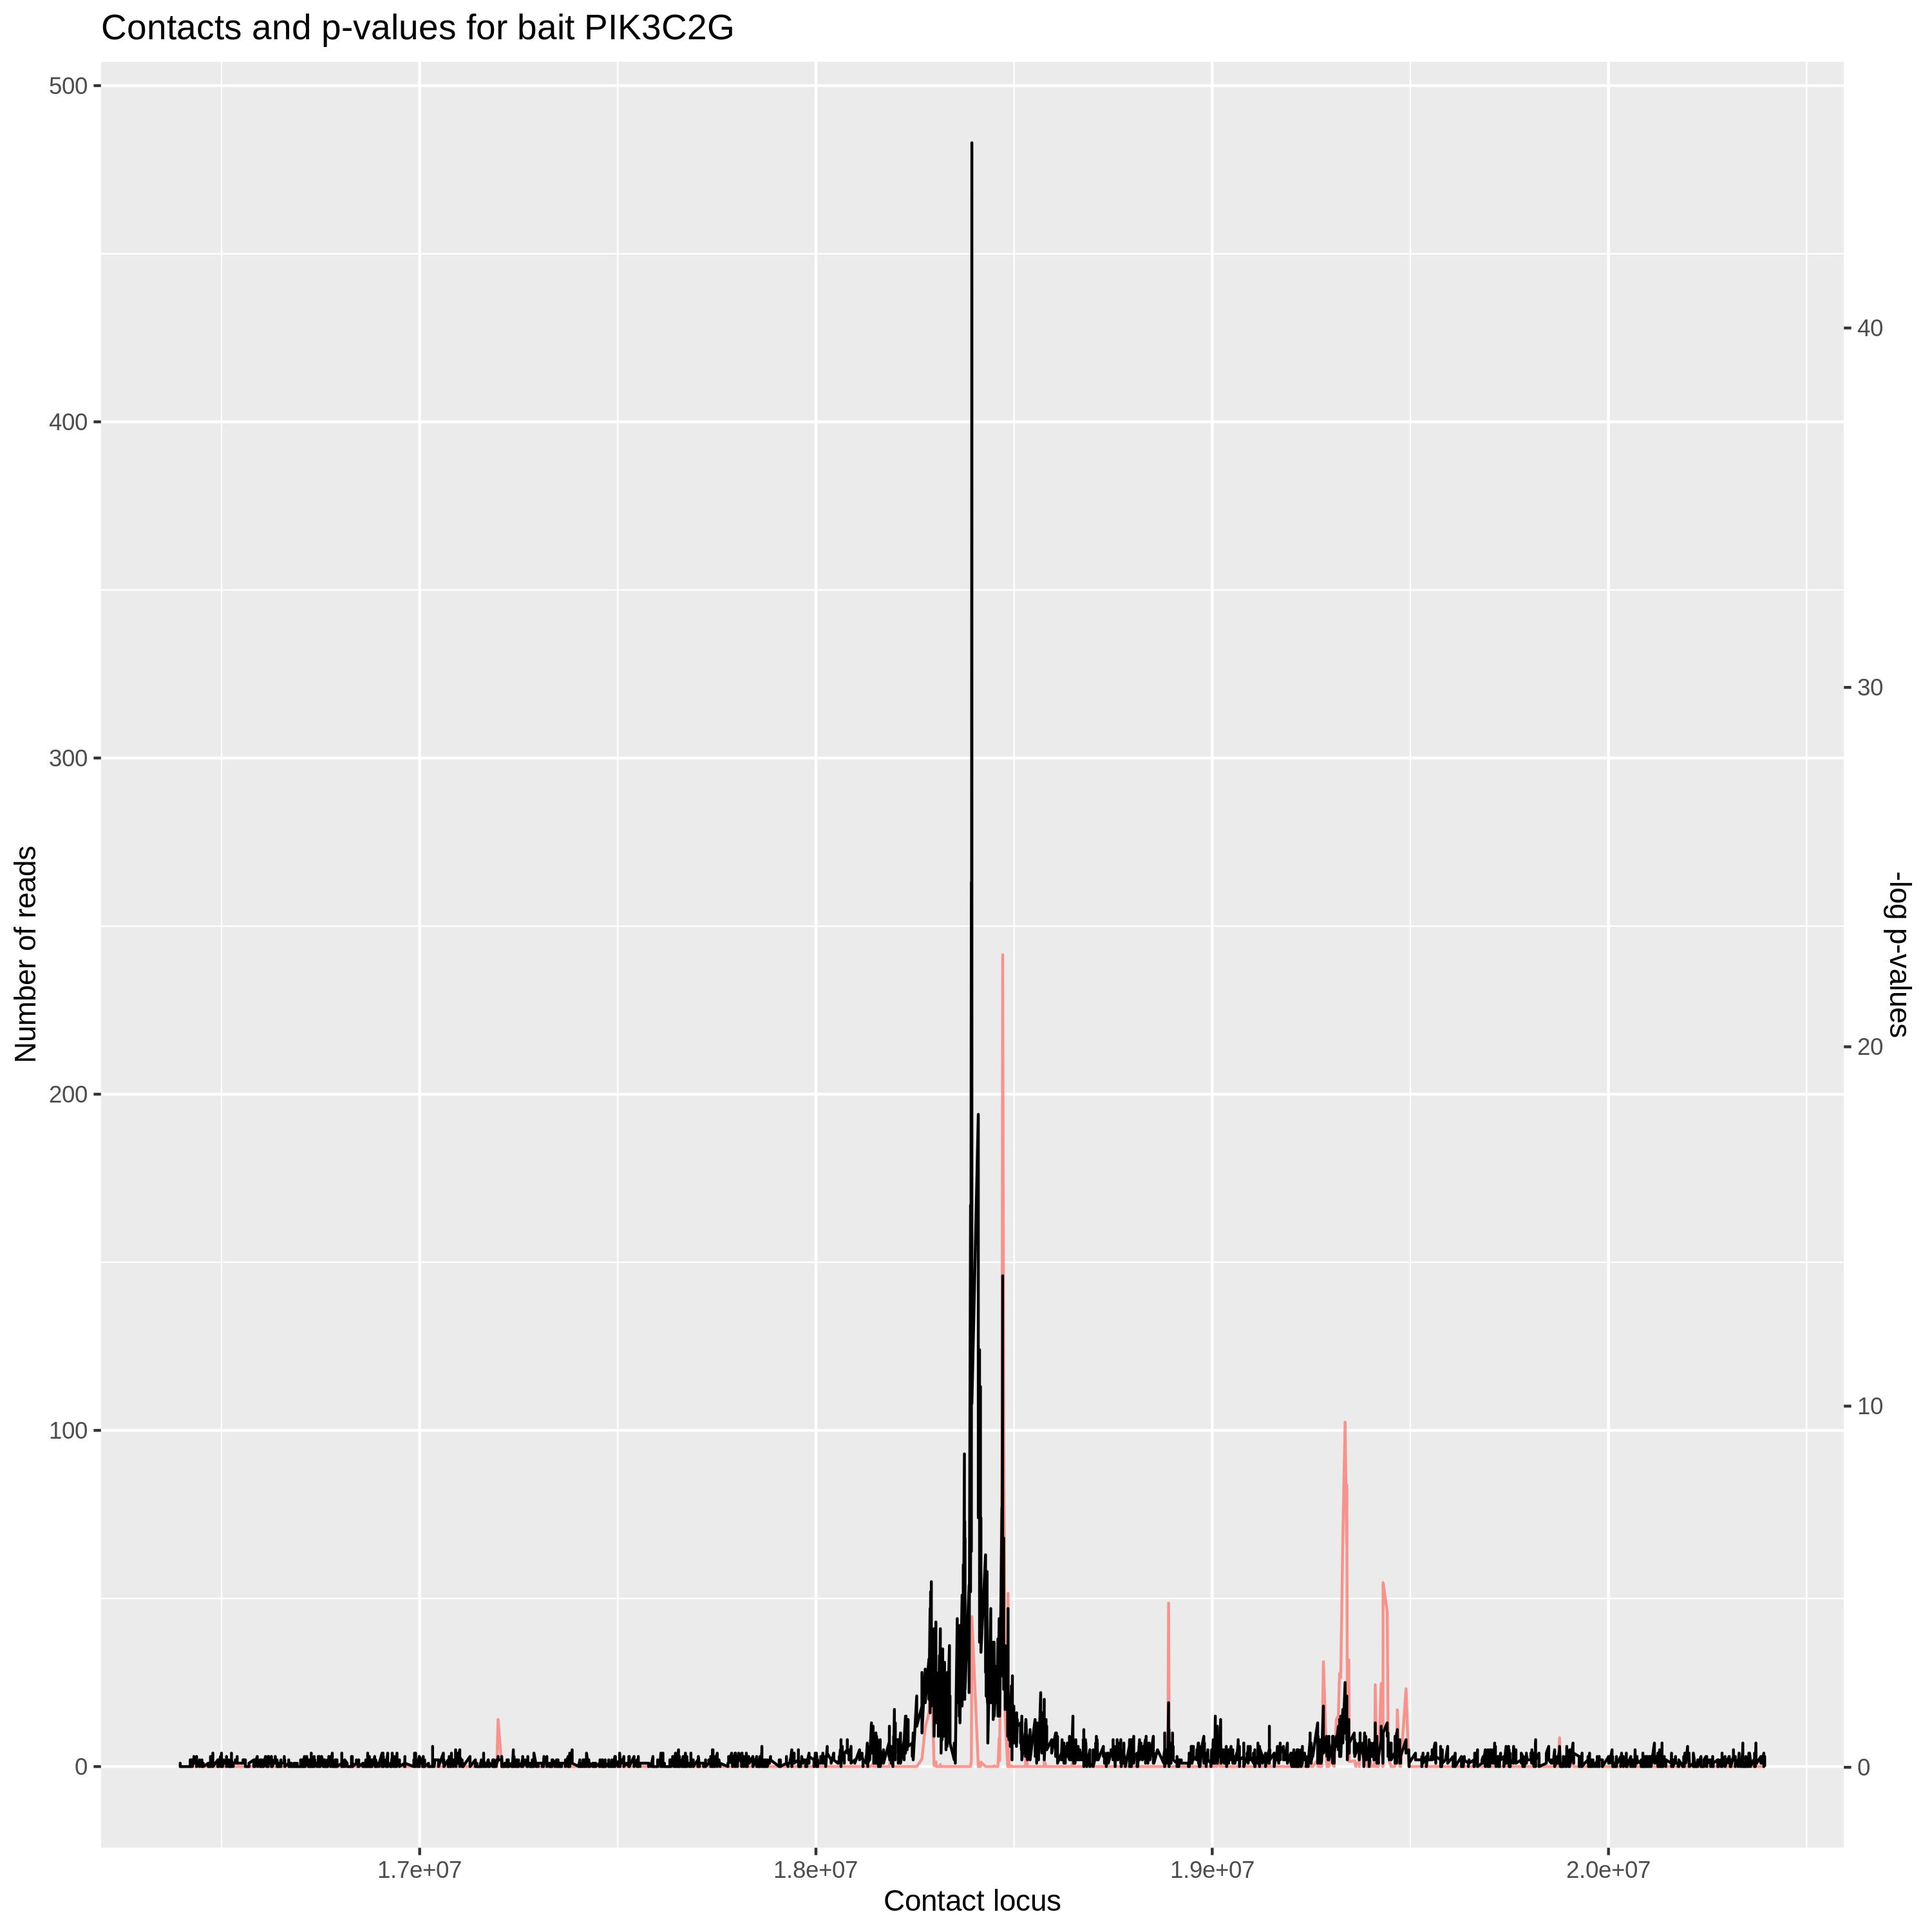 Contacts and p-values for bait PIK3C2G
500
400
300
200
100
0
Number of reads
40
30
20
10
0
-log p-values
1.7e+07 1.8e+07 1.9e+07 2.0e+07
Contact locus